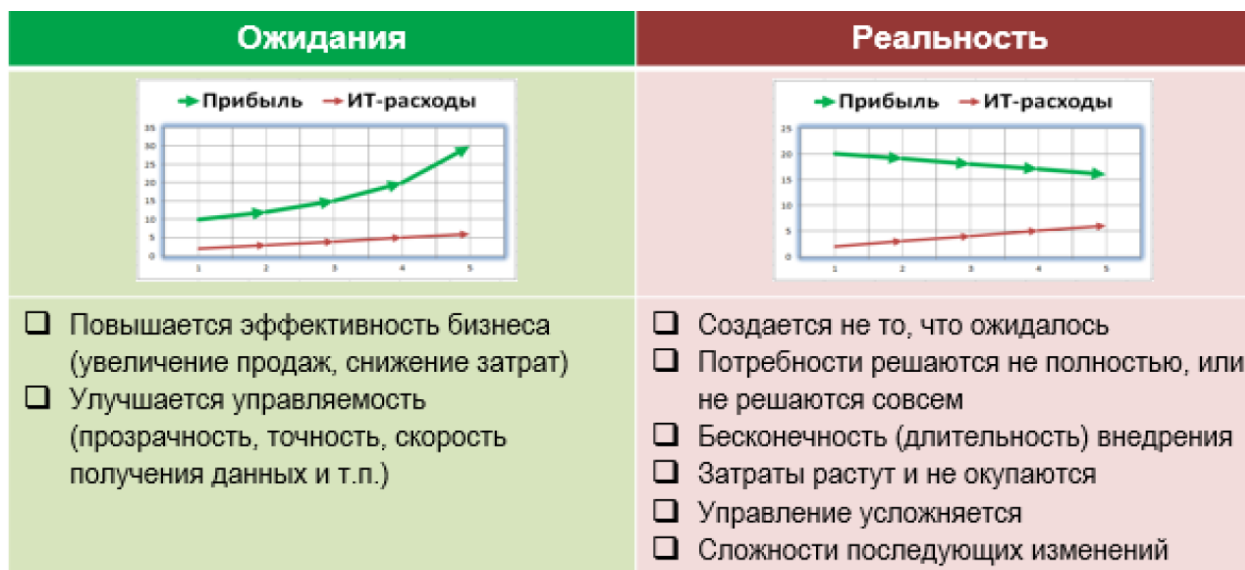 Ожидания
Реальность
Прибыль ИТ-расходы
35
30
25
20
15
10
5
0
1 2 3 4 5
Прибыль ИТ-расходы
25
20
15
10
5
0
1 2 3 4 5
Повышается эффективность бизнеса
(увеличение продаж, снижение затрат)
Улучшается управляемость
(прозрачность, точность, скорость
получения данных и т.п.)
Создается не то, что ожидалось
Потребности решаются не полностью, или
не решаются совсем
Бесконечность (длительность) внедрения
Затраты растут и не окупаются
Управление усложняется
Сложности последующих изменений